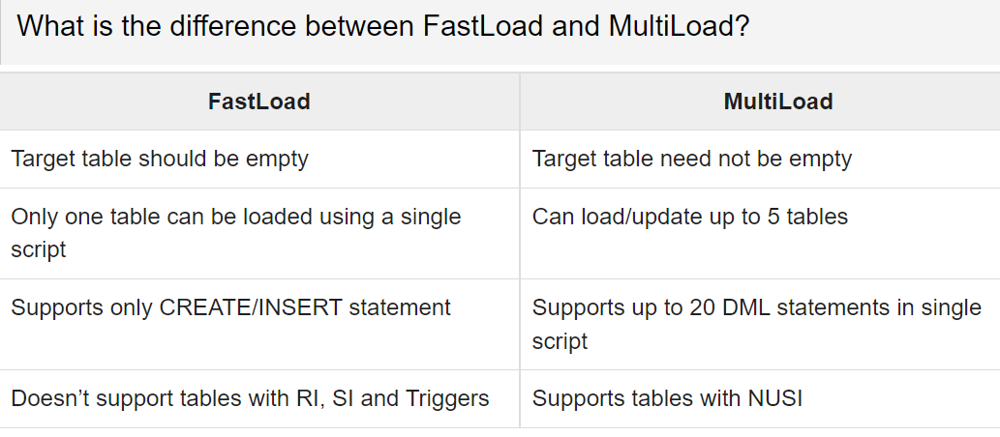 What is the difference between FastLoad and MultiLoad?
FastLoad
MultiLoad
Target table should be empty
Target table need not be empty
Only one table can be loaded using a single
script
Can load/update up to 5 tables
Supports only CREATE/INSERT statement
Supports up to 20 DML statements in single
script
Doesn’t support tables with RI, SI and Triggers
Supports tables with NUSI